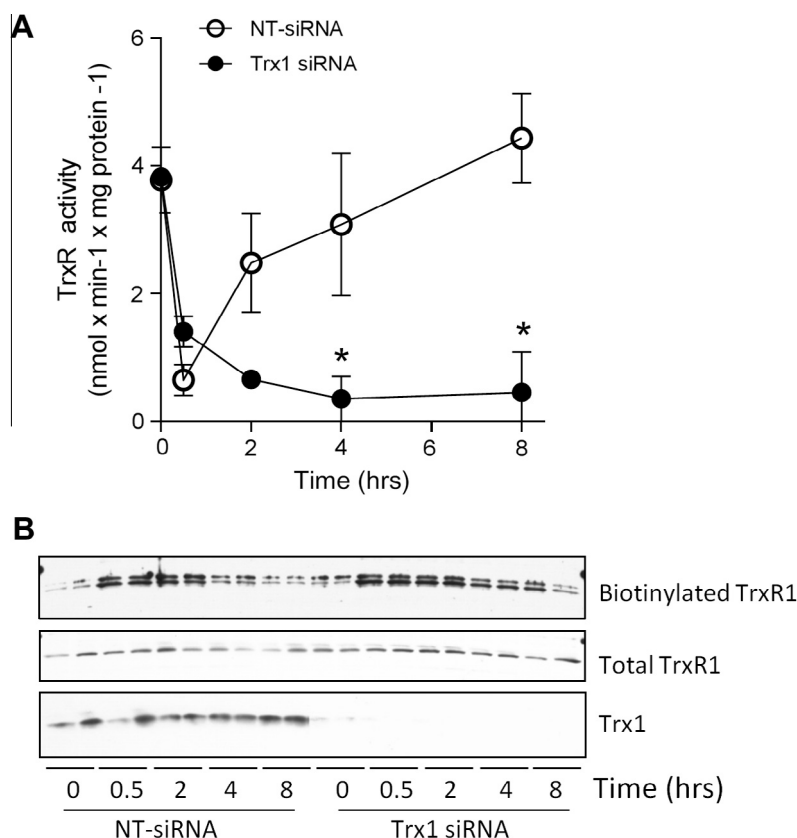 A
NT-siRNA
Trx1 siRNA
TrxR activity
(nmol x min-1 x mg protein -1)
6
4
2
0
0 2 4 6 8
* *
Time (hrs)
B
Biotinylated TrxR1
Total TrxR1
Trx1
0 0.5 2 4 8 0 0.5 2 4 8 Time (hrs)
NT-siRNA Trx1 siRNA